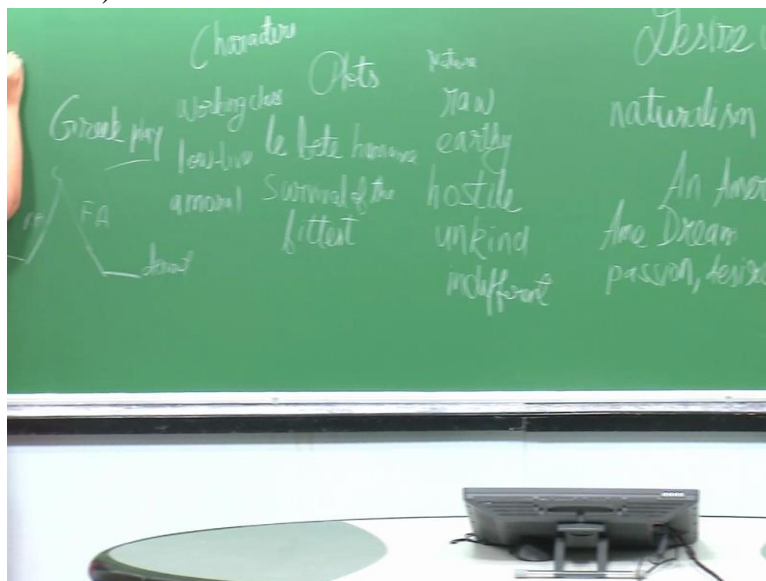 Characters
working class
low-live
amoral
Greek play
FA
Plots
le bete humaine
Survival of the
fittest
nature
raw
earthy
hostile
unkind
indifferent
Desire
naturalism
An Amer
Ame Dream
passion, desire